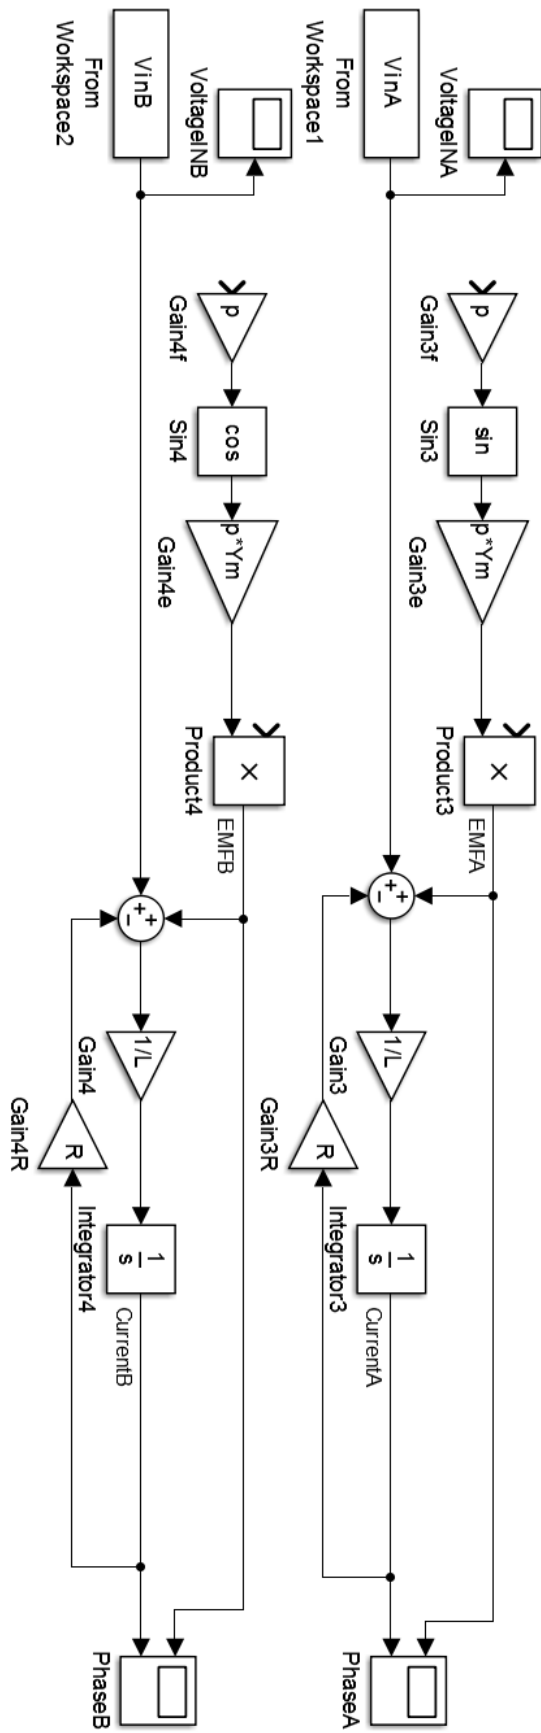 VoltageINA
VinA
From
Workspace1
p
Gain3f
sin
Sin3
p*Ym
Gain3e
×
Product3
EMFA
+
+
−
1/L
Gain3
R
Gain3R
1
s
Integrator3
CurrentA
PhaseA
VoltageINB
VinB
From
Workspace2
p
Gain4f
cos
Sin4
p*Ym
Gain4e
×
Product4
EMFB
+
+
−
1/L
Gain4
R
Gain4R
1
s
Integrator4
CurrentB
PhaseB